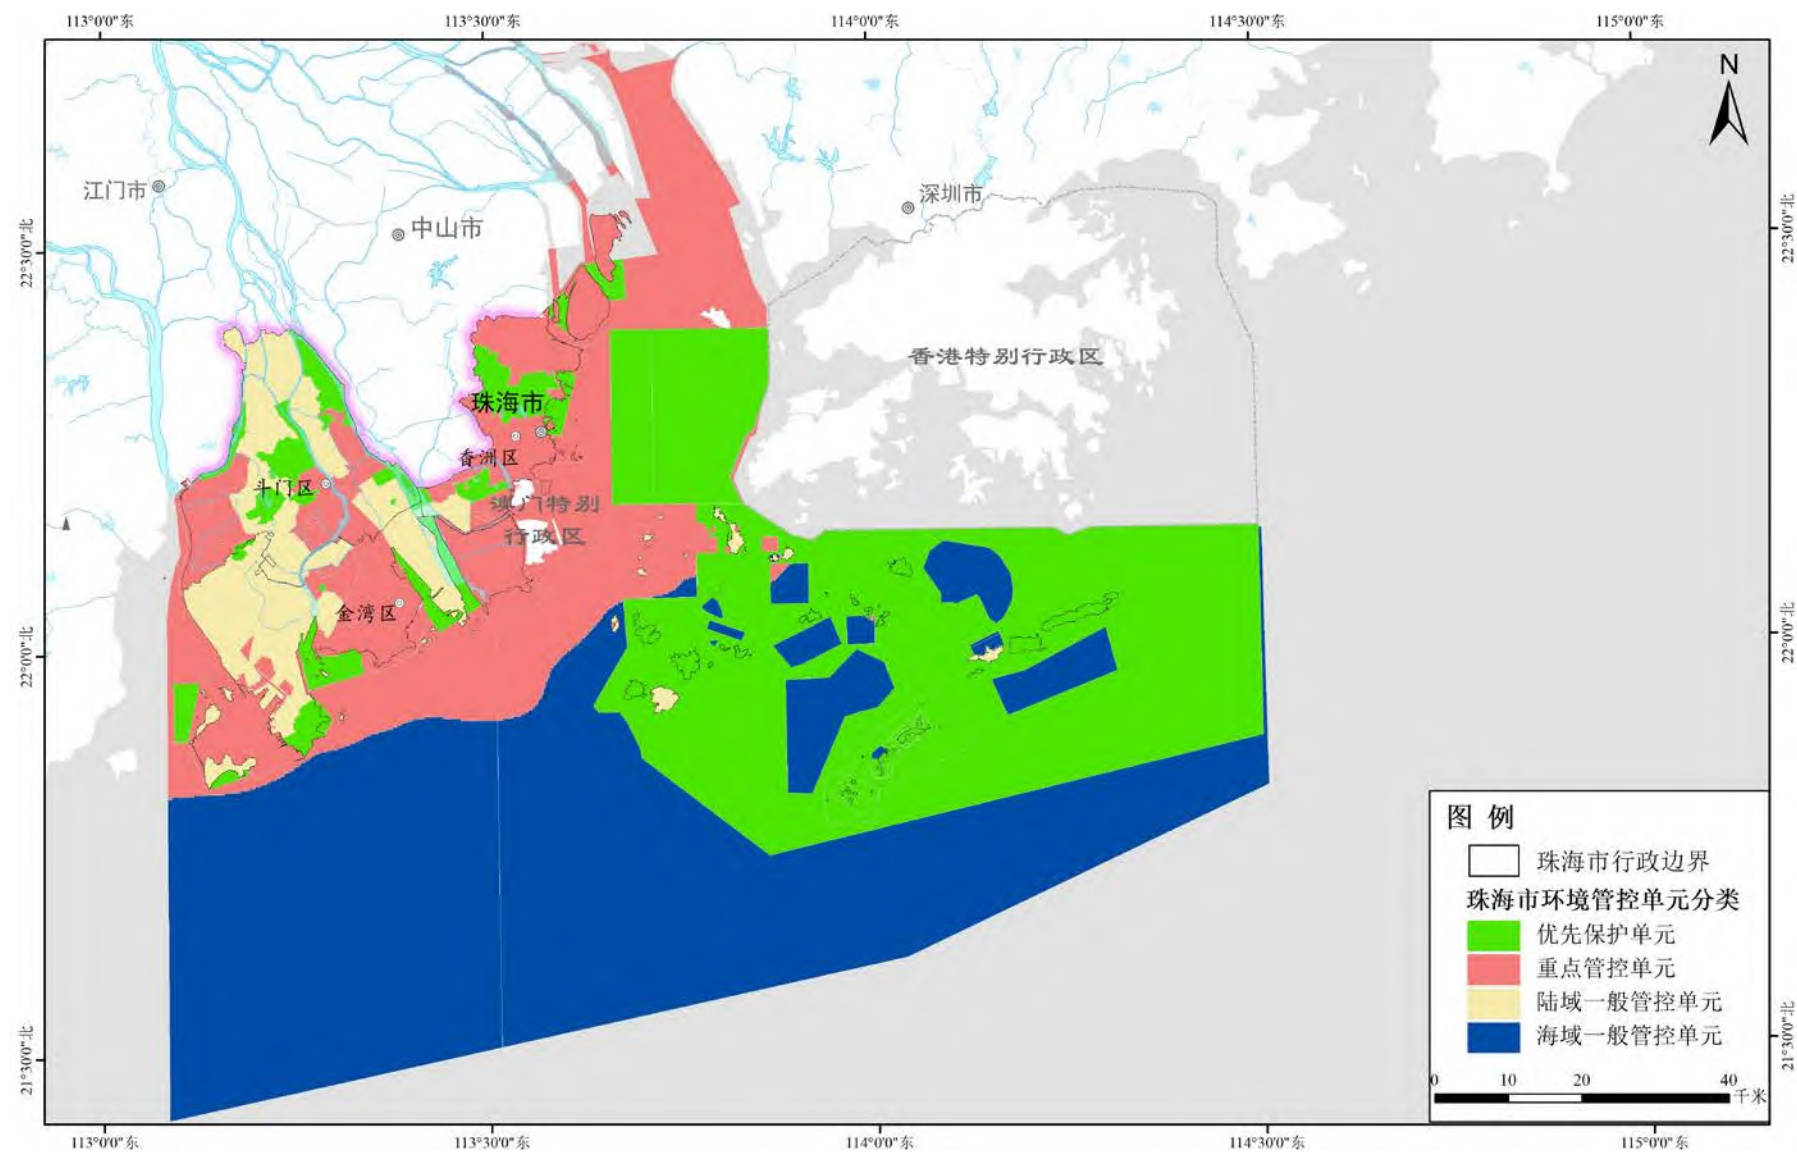 113°0'0"东
113°30'0"东
114°0'0"东
114°30'0"东
115°0'0"东
N
江门市
中山市
深圳市
22°30'0"北
22°30'0"北
香港特别行政区
珠海市
香洲区
斗门区
澳门特别
行政区
金湾区
22°0'0"北
22°0'0"北
图 例
珠海市行政边界
珠海市环境管控单元分类
优先保护单元
重点管控单元
陆域一般管控单元
海域一般管控单元
21°30'0"北
21°30'0"北
0 10 20 40
千米
113°0'0"东
113°30'0"东
114°0'0"东
114°30'0"东
115°0'0"东